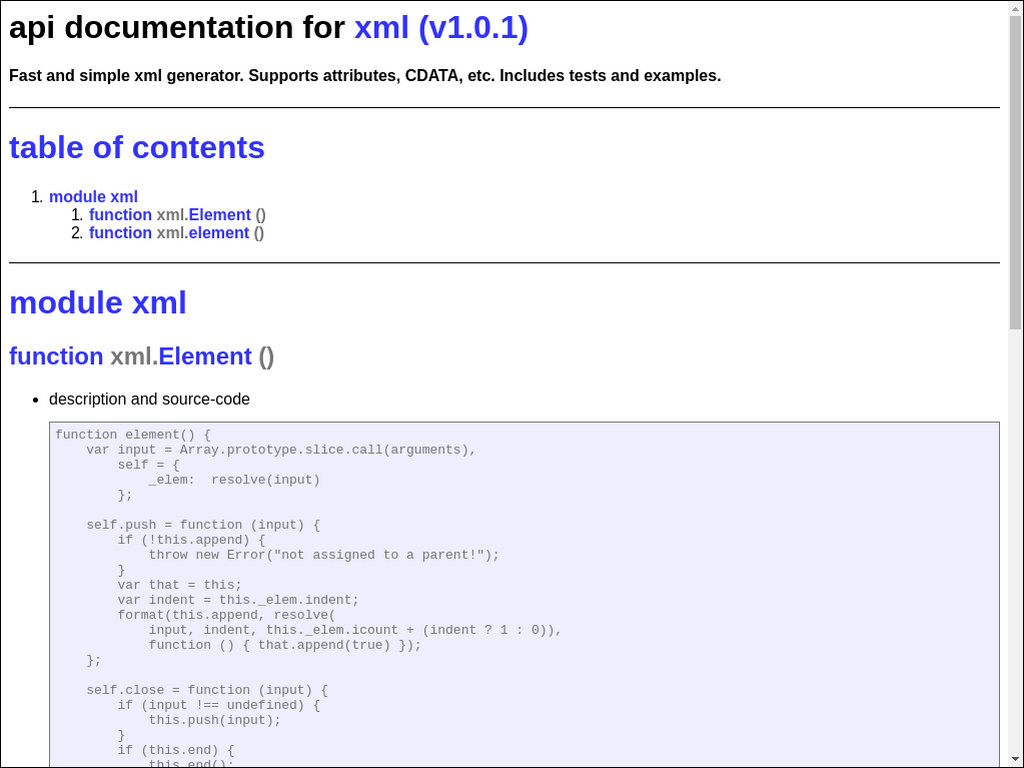 api documentation for xml (v1.0.1)
Fast and simple xml generator. Supports attributes, CDATA, etc. Includes tests and examples.
table of contents
1. module xml
1. function xml.Element ()
2. function xml.element ()
module xml
function xml.Element ()
• description and source-code
function element() {
    var input = Array.prototype.slice.call(arguments),
        self = {
            _elem:  resolve(input)
        };
    self.push = function (input) {
        if (!this.append) {
            throw new Error("not assigned to a parent!");
        }
        var that = this;
        var indent = this._elem.indent;
        format(this.append, resolve(
            input, indent, this._elem.icount + (indent ? 1 : 0)),
            function () { that.append(true) });
    };
    self.close = function (input) {
        if (input !== undefined) {
            this.push(input);
        }
        if (this.end) {
            this.end();